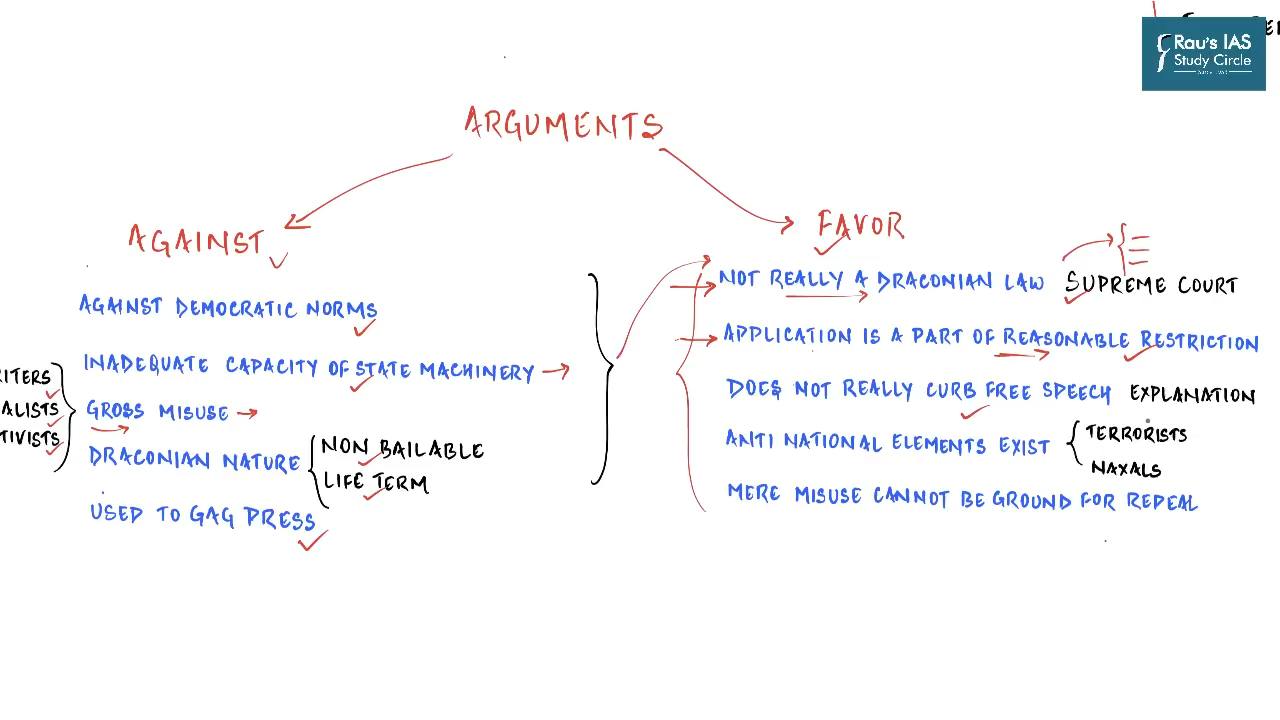 Rau's IAS
Study Circle
ARGUMENTS
AGAINST
AGAINST DEMOCRATIC NORMS
INADEQUATE CAPACITY OF STATE MACHINERY
ITERS
ALISTS
TIVISTS
GROSS MISUSE
DRACONIAN NATURE
NON BAILABLE
LIFE TERM
USED TO GAG PRESS
FAVOR
NOT REALLY A DRACONIAN LAW SUPREME COURT
APPLICATION IS A PART OF REASONABLE RESTRICTION
DOES NOT REALLY CURB FREE SPEECH EXPLANATION
ANTI NATIONAL ELEMENTS EXIST
TERRORISTS
NAXALS
MERE MISUSE CANNOT BE GROUND FOR REPEAL